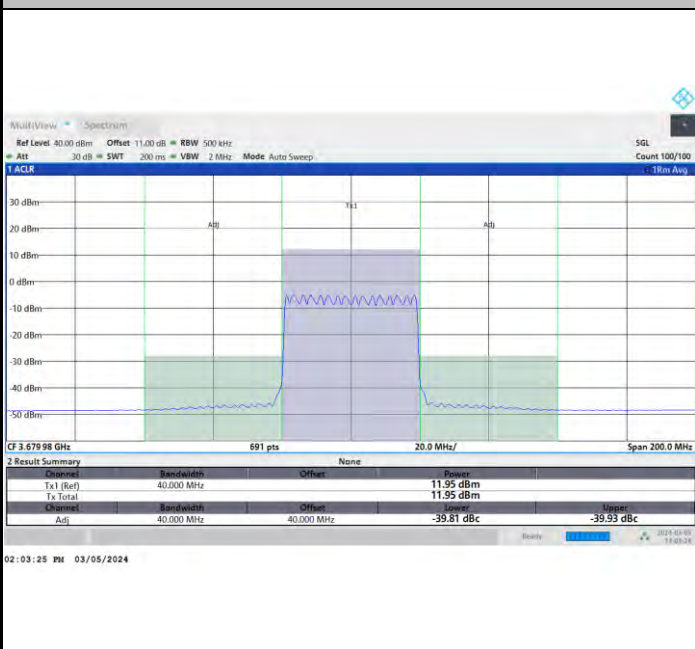 MultiView Spectrum
Ref Level 40.00 dBm Offset 11.00 dB RBW 500 kHz SGL
Att 30 dB SWT 200 ms VBW 2 MHz Mode Auto Sweep Count 100/100
1 ACLR 1Rm Avg
Tx1
Adj Adj
30 dBm
20 dBm
10 dBm
0 dBm
-10 dBm
-20 dBm
-30 dBm
-40 dBm
-50 dBm
CF 3.679 98 GHz 691 pts 20.0 MHz/ Span 200.0 MHz
2 Result Summary None
Channel Bandwidth Offset Power
Tx1 (Ref) 40.000 MHz 11.95 dBm
Tx Total 11.95 dBm
Channel Bandwidth Offset Lower Upper
Adj 40.000 MHz 40.000 MHz -39.81 dBc -39.93 dBc
Ready
02:03:25 PM 03/05/2024